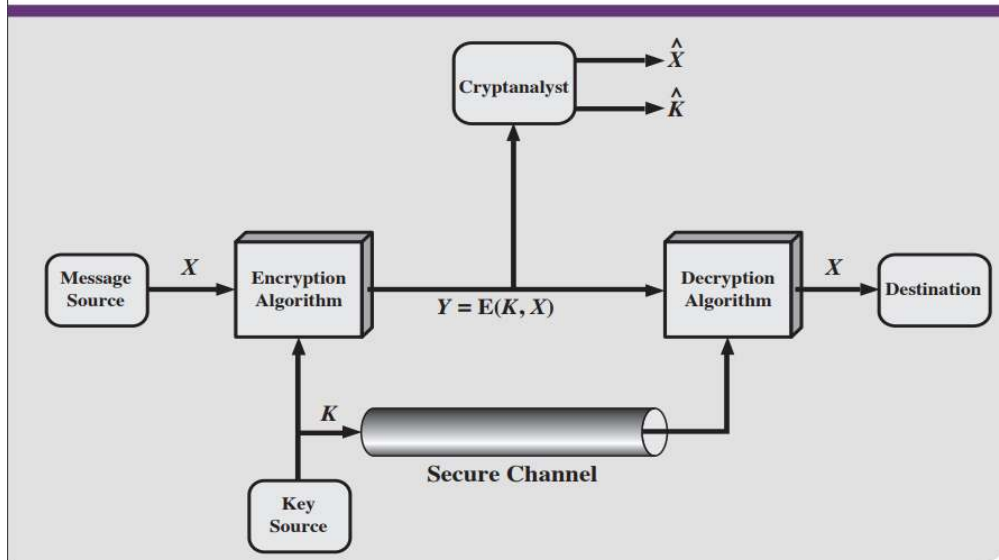 X̂
Cryptanalyst
K̂
Message
Source
X
Encryption
Algorithm
Y = E(K, X)
Decryption
Algorithm
X
Destination
K
Secure Channel
Key
Source